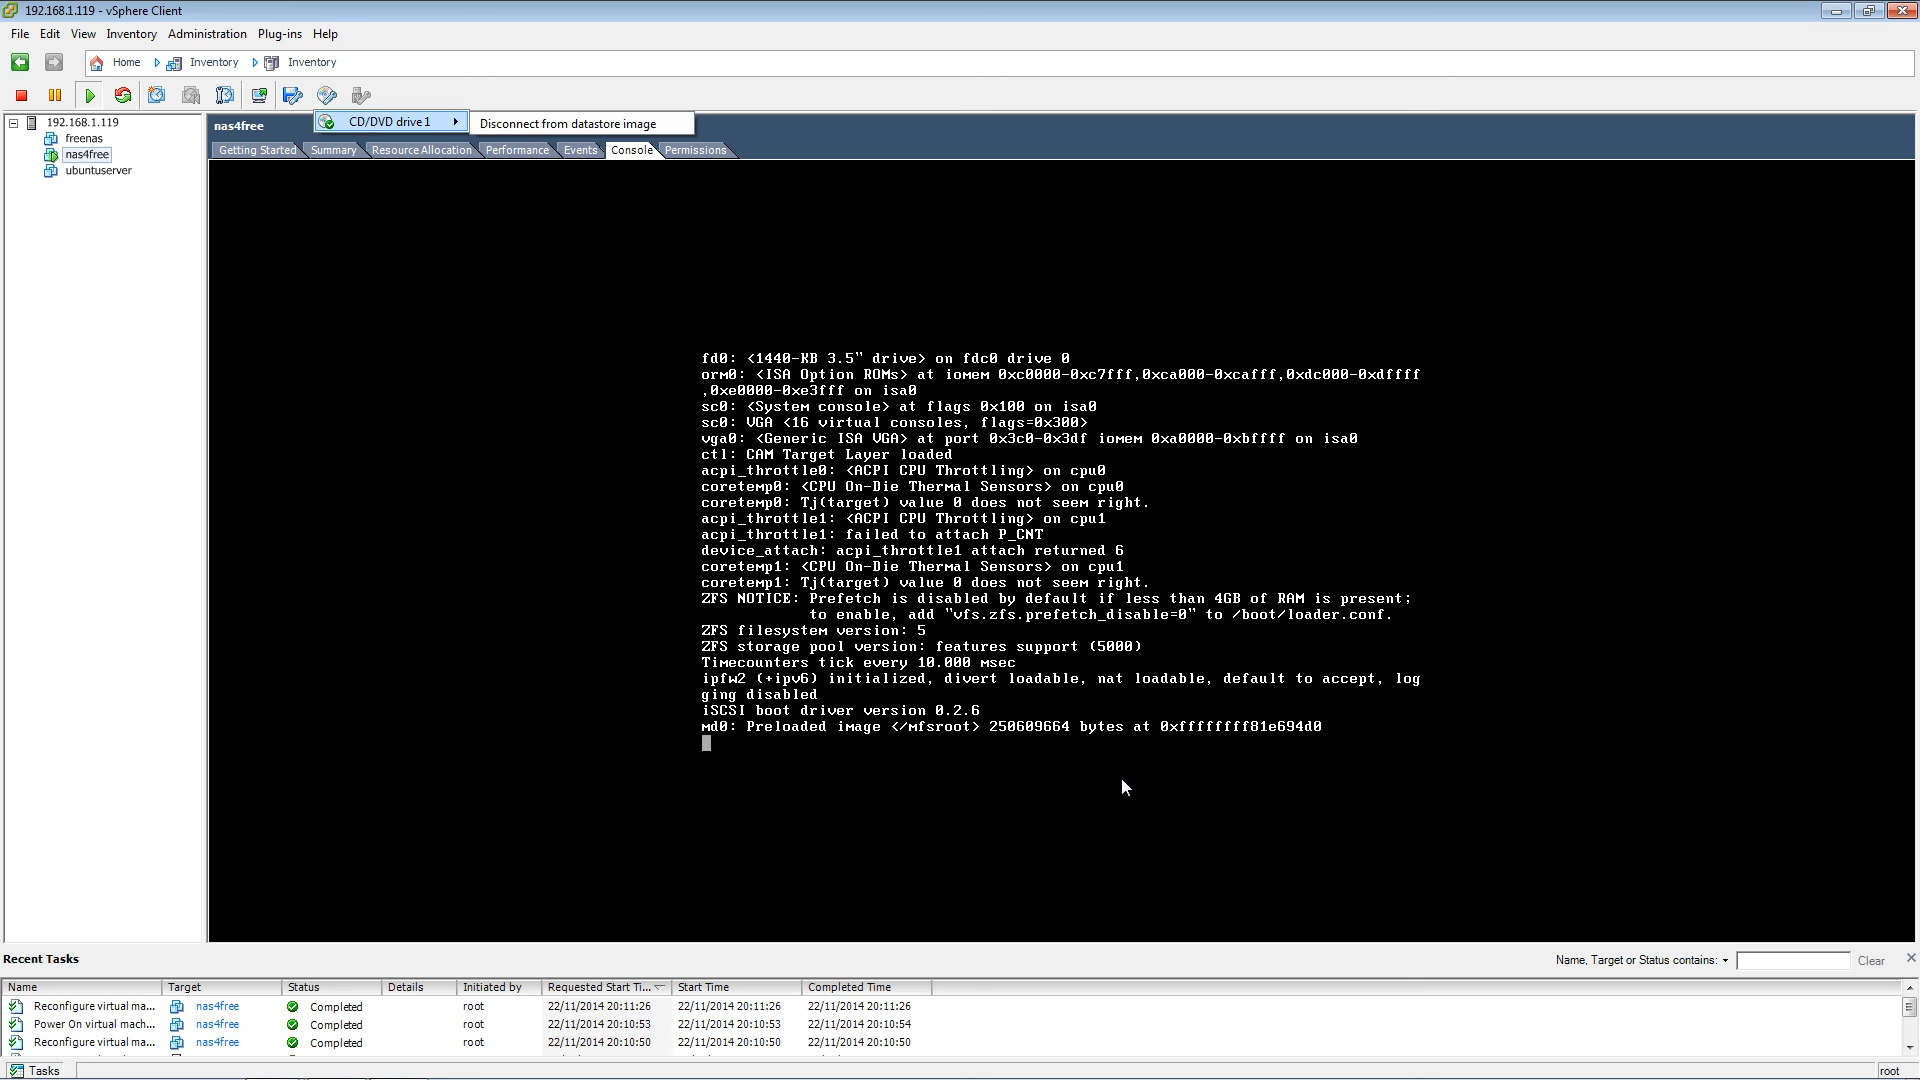 192.168.1.119 - vSphere Client
File Edit View Inventory Administration Plug-ins Help
Home Inventory Inventory
192.168.1.119
freenas
nas4free
ubuntuserver
nas4free
CD/DVD drive 1
Disconnect from datastore image
Getting Started Summary Resource Allocation Performance Events Console Permissions
fd0: <1440-KB 3.5" drive> on fdc0 drive 0
orm0: <ISA Option ROMs> at iomem 0xc0000-0xc7fff,0xca000-0xcafff,0xdc000-0xdffff
,0xe0000-0xe3fff on isa0
sc0: <System console> at flags 0x100 on isa0
sc0: VGA <16 virtual consoles, flags=0x300>
vga0: <Generic ISA VGA> at port 0x3c0-0x3df iomem 0xa0000-0xbffff on isa0
ctl: CAM Target Layer loaded
acpi_throttle0: <ACPI CPU Throttling> on cpu0
coretemp0: <CPU On-Die Thermal Sensors> on cpu0
coretemp0: Tj(target) value 0 does not seem right.
acpi_throttle1: <ACPI CPU Throttling> on cpu1
acpi_throttle1: failed to attach P_CNT
device_attach: acpi_throttle1 attach returned 6
coretemp1: <CPU On-Die Thermal Sensors> on cpu1
coretemp1: Tj(target) value 0 does not seem right.
ZFS NOTICE: Prefetch is disabled by default if less than 4GB of RAM is present;
to enable, add "vfs.zfs.prefetch_disable=0" to /boot/loader.conf.
ZFS filesystem version: 5
ZFS storage pool version: features support (5000)
Timecounters tick every 10.000 msec
ipfw2 (+ipv6) initialized, divert loadable, nat loadable, default to accept, log
ging disabled
iSCSI boot driver version 0.2.6
md0: Preloaded image </mfsroot> 250609664 bytes at 0xffffffff81e694d0
Recent Tasks
Name, Target or Status contains: Clear
Name Target Status Details Initiated by Requested Start Ti... Start Time Completed Time
Reconfigure virtual ma... nas4free Completed root 22/11/2014 20:11:26 22/11/2014 20:11:26 22/11/2014 20:11:26
Power On virtual mach... nas4free Completed root 22/11/2014 20:10:53 22/11/2014 20:10:53 22/11/2014 20:10:54
Reconfigure virtual ma... nas4free Completed root 22/11/2014 20:10:50 22/11/2014 20:10:50 22/11/2014 20:10:50
Tasks root